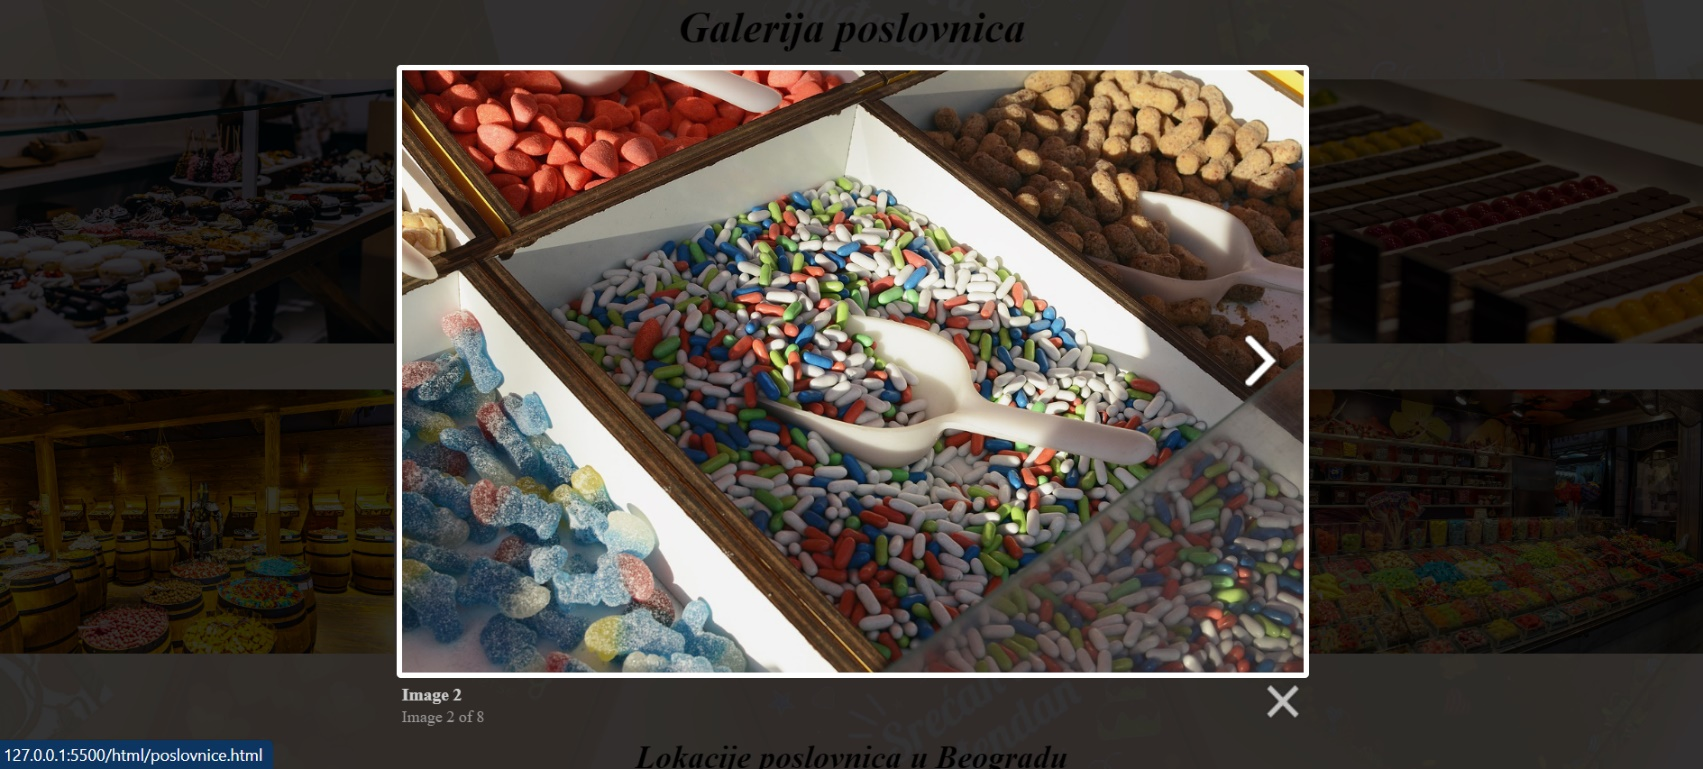 Galerija poslovnica
Image 2
Image 2 of 8
Srećan
127.0.0.1:5500/html/poslovnice.html
Lokacije poslovnica u Beogradu